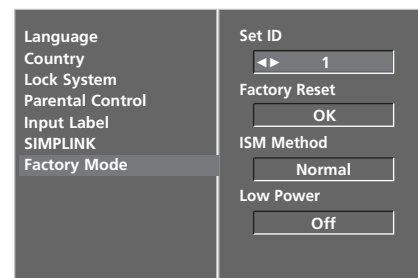 Language
Country
Lock System
Parental Control
Input Label
SIMPLINK
Factory Mode
Set ID
1
Factory Reset
OK
ISM Method
Normal
Low Power
Off